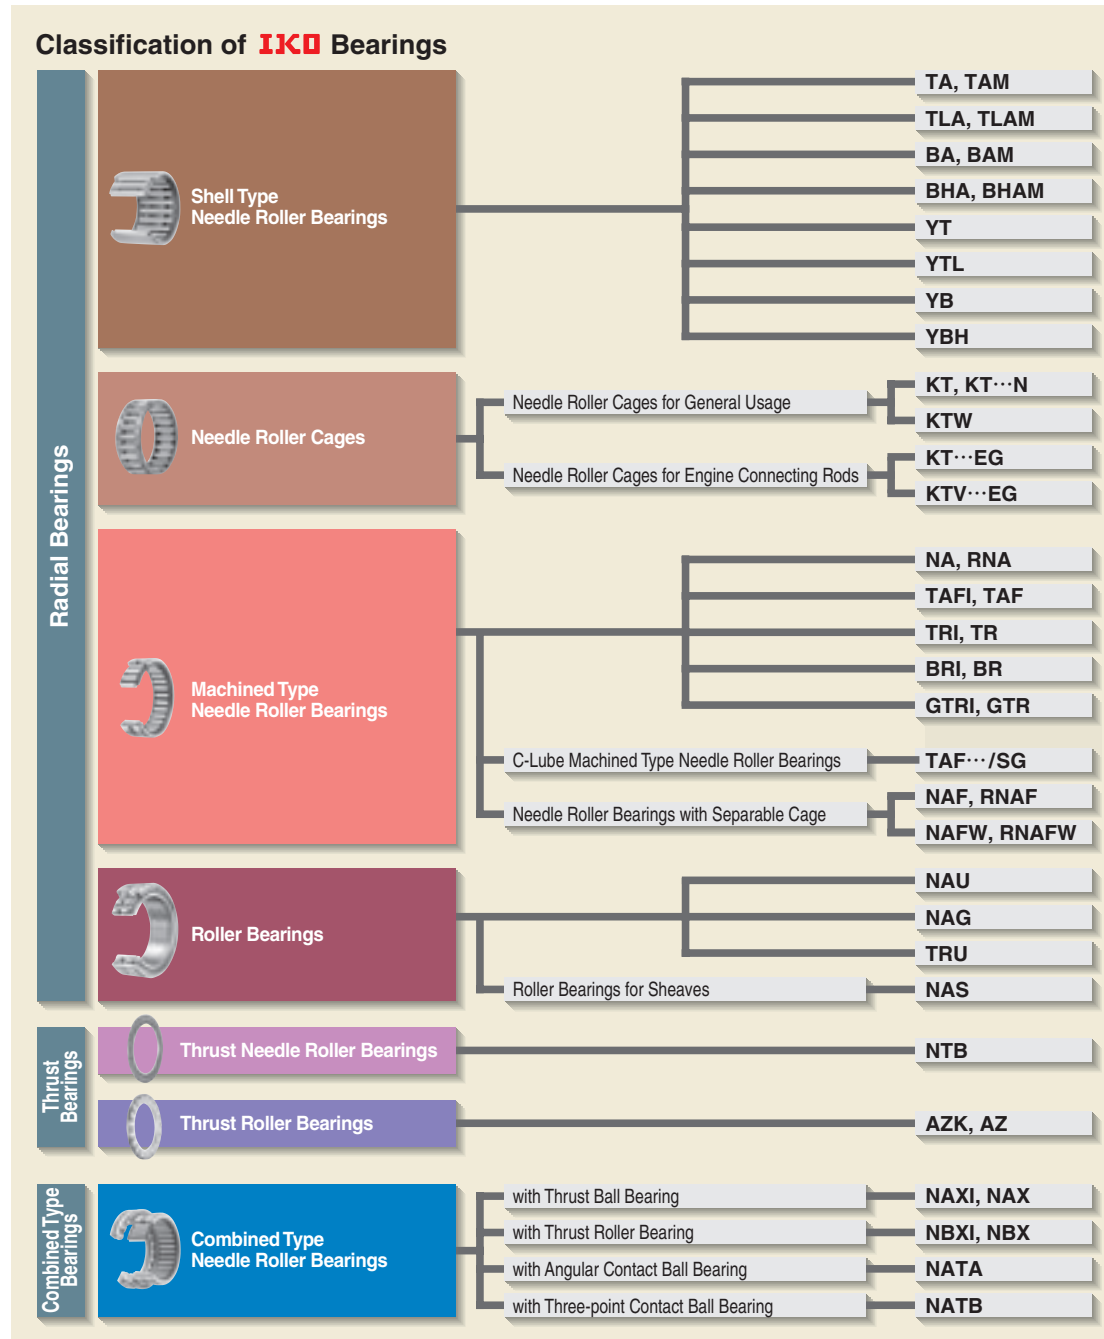 Classification of IKO Bearings
Radial Bearings
Shell Type
Needle Roller Bearings
TA, TAM
TLA, TLAM
BA, BAM
BHA, BHAM
YT
YTL
YB
YBH
Needle Roller Cages
Needle Roller Cages for General Usage
KT, KT···N
KTW
Needle Roller Cages for Engine Connecting Rods
KT···EG
KTV···EG
Machined Type
Needle Roller Bearings
NA, RNA
TAFI, TAF
TRI, TR
BRI, BR
GTRI, GTR
C-Lube Machined Type Needle Roller Bearings
TAF···/SG
Needle Roller Bearings with Separable Cage
NAF, RNAF
NAFW, RNAFW
Roller Bearings
NAU
NAG
TRU
Roller Bearings for Sheaves
NAS
Thrust
Bearings
Thrust Needle Roller Bearings
NTB
Thrust Roller Bearings
AZK, AZ
Combined Type
Bearings
Combined Type
Needle Roller Bearings
with Thrust Ball Bearing
NAXI, NAX
with Thrust Roller Bearing
NBXI, NBX
with Angular Contact Ball Bearing
NATA
with Three-point Contact Ball Bearing
NATB